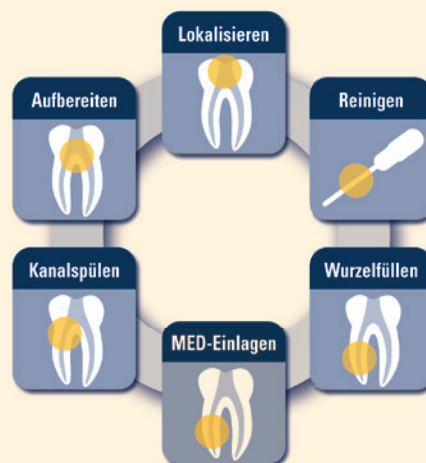 Lokalisieren
Aufbereiten
Reinigen
Kanalspülen
Wurzelfüllen
MED-Einlagen